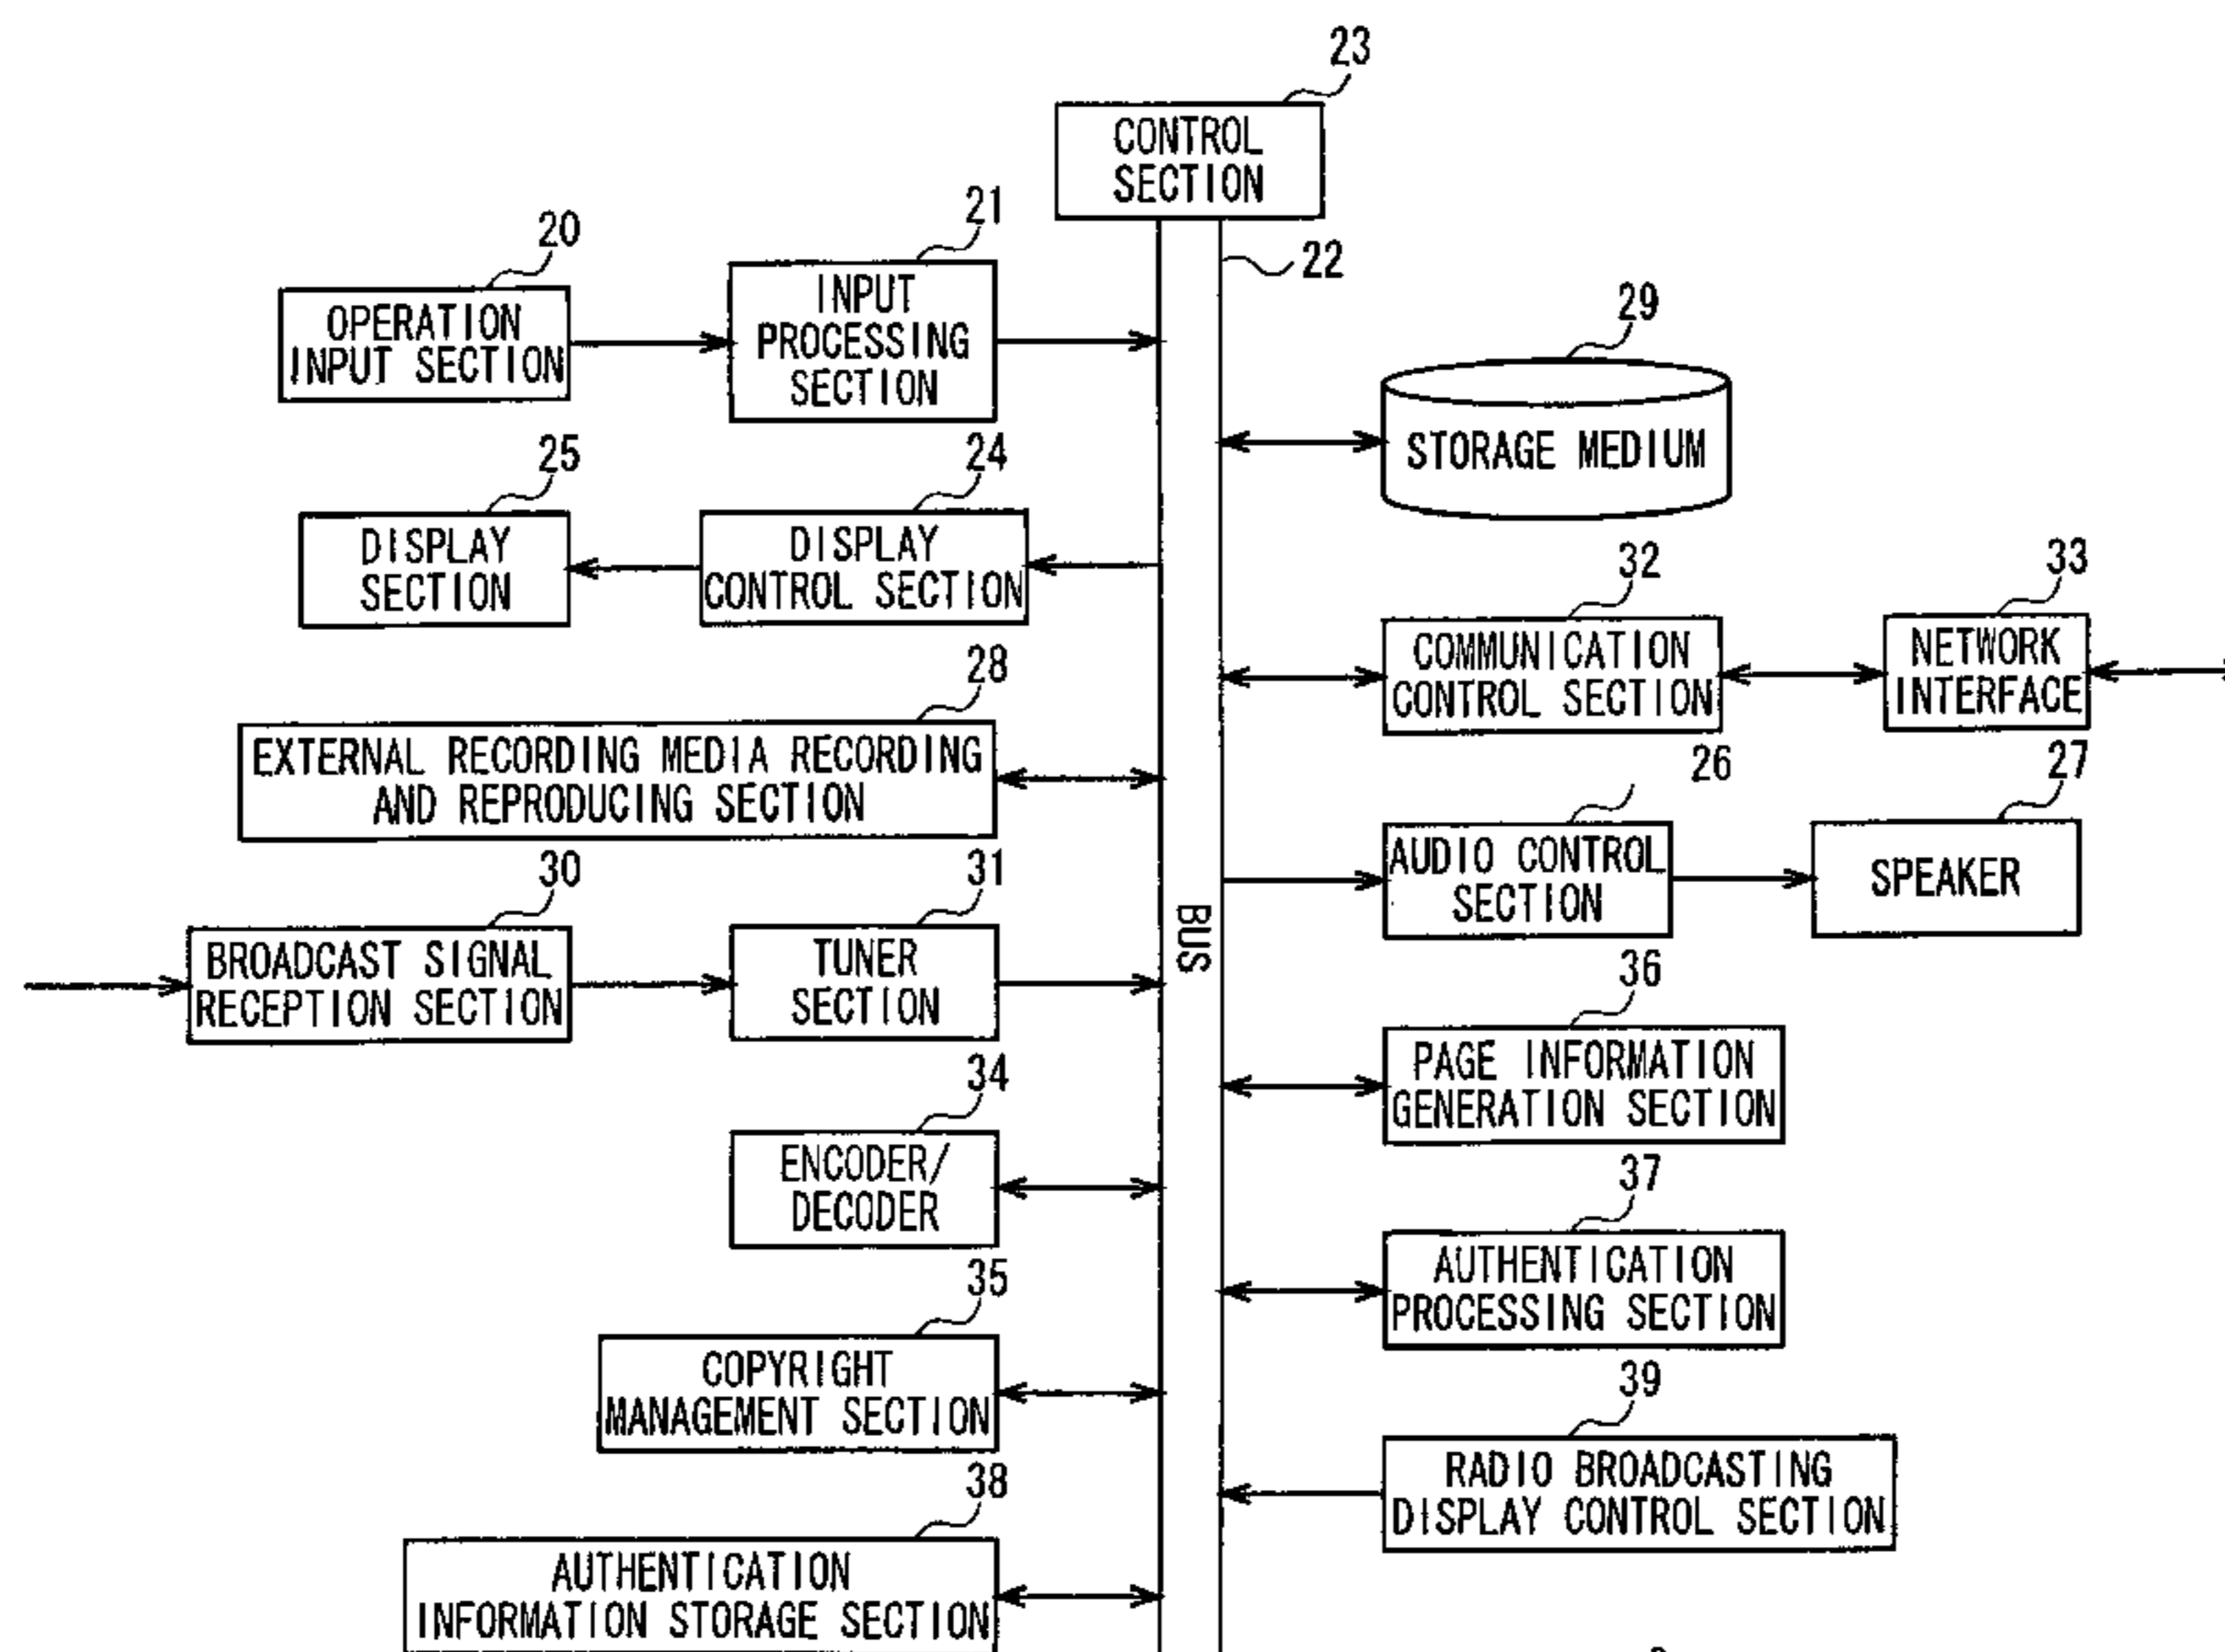 23
CONTROL
SECTION
22
20
OPERATION
INPUT SECTION
21
INPUT
PROCESSING
SECTION
29
STORAGE MEDIUM
25
DISPLAY
SECTION
24
DISPLAY
CONTROL SECTION
32
COMMUNICATION
CONTROL SECTION
33
NETWORK
INTERFACE
28
EXTERNAL RECORDING MEDIA RECORDING
AND REPRODUCING SECTION
26
AUDIO CONTROL
SECTION
27
SPEAKER
30
BROADCAST SIGNAL
RECEPTION SECTION
31
TUNER
SECTION
BUS
36
PAGE INFORMATION
GENERATION SECTION
34
ENCODER/
DECODER
37
AUTHENTICATION
PROCESSING SECTION
35
COPYRIGHT
MANAGEMENT SECTION
39
RADIO BROADCASTING
DISPLAY CONTROL SECTION
38
AUTHENTICATION
INFORMATION STORAGE SECTION